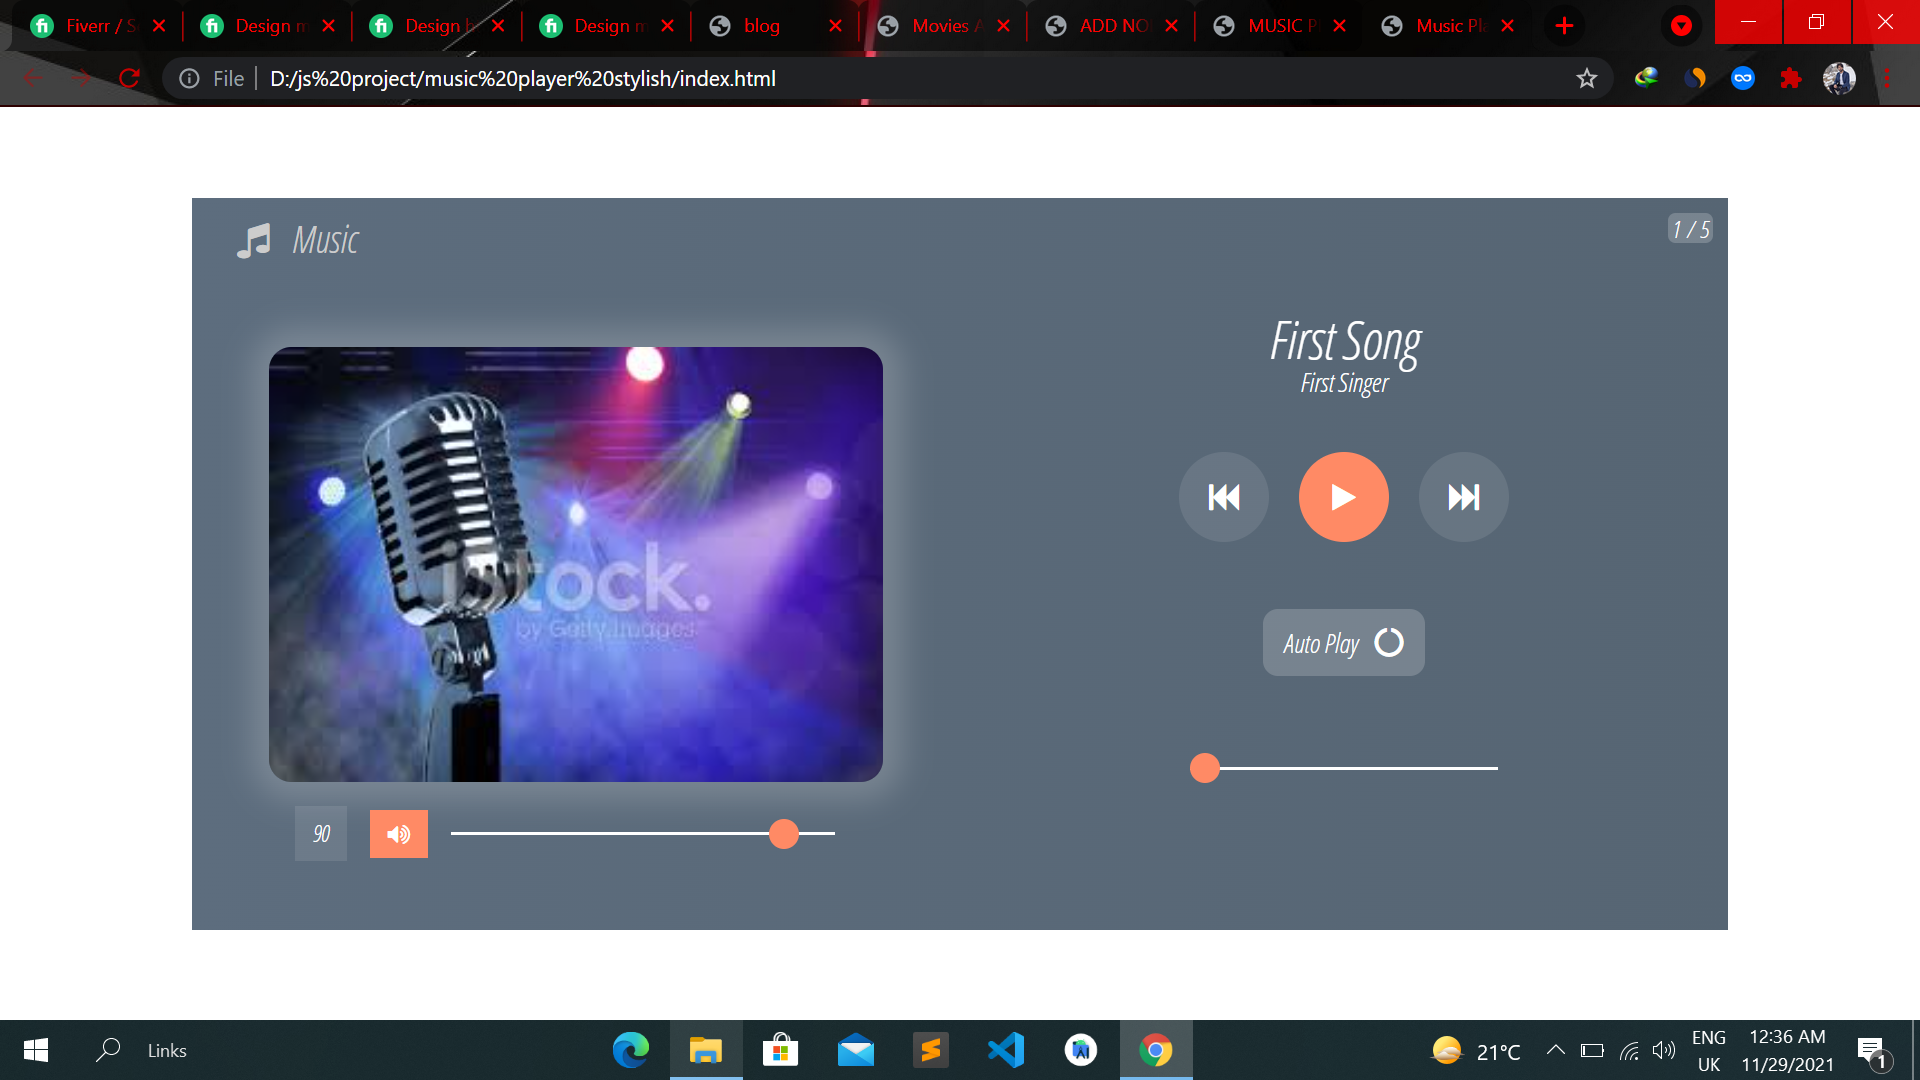 Fiverr / S
Design m
Design b
Design m
blog
Movies A
ADD NO
MUSIC P
Music Pla
File
D:/js%20project/music%20player%20stylish/index.html
Music
1 / 5
First Song
First Singer
iStock.
by Getty Images
Auto Play
90
Links
21°C
ENG
UK
12:36 AM
11/29/2021
1